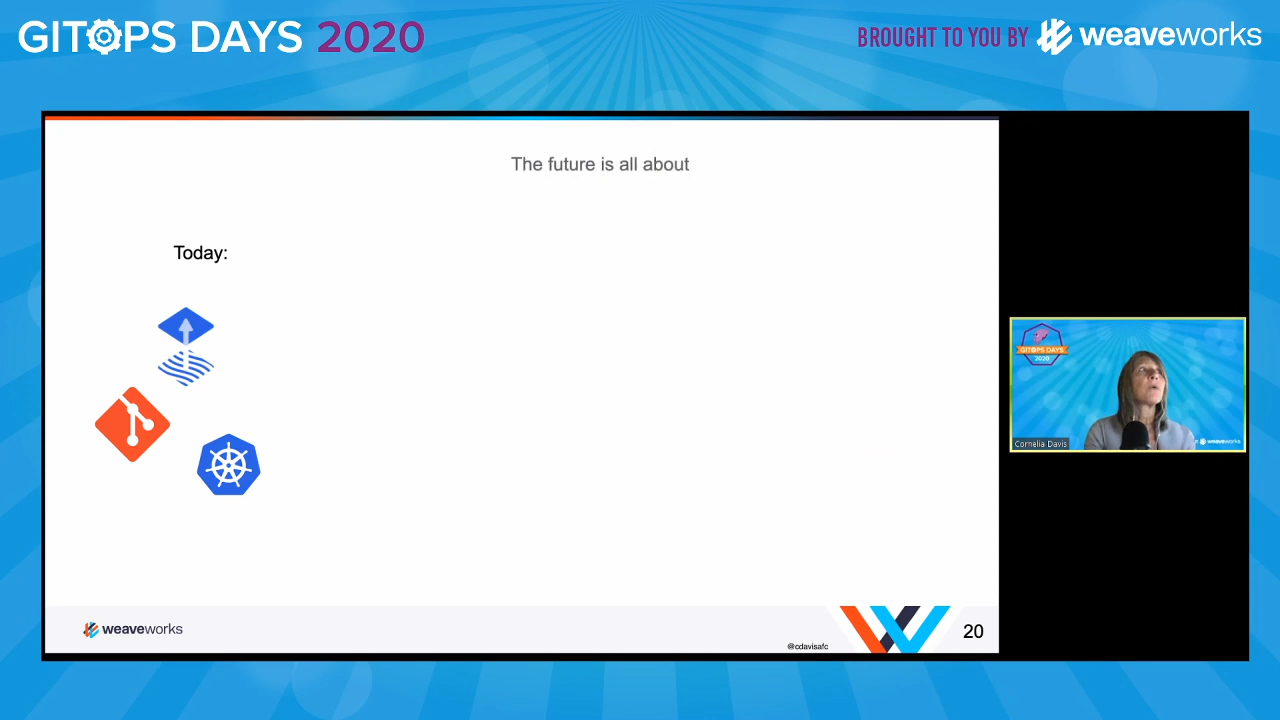 GITOPS DAYS 2020
BROUGHT TO YOU BY weaveworks
The future is all about
Today:
GITOPS DAYS
2020
Cornelia Davis
weaveworks
weaveworks
@cdavisafc
20